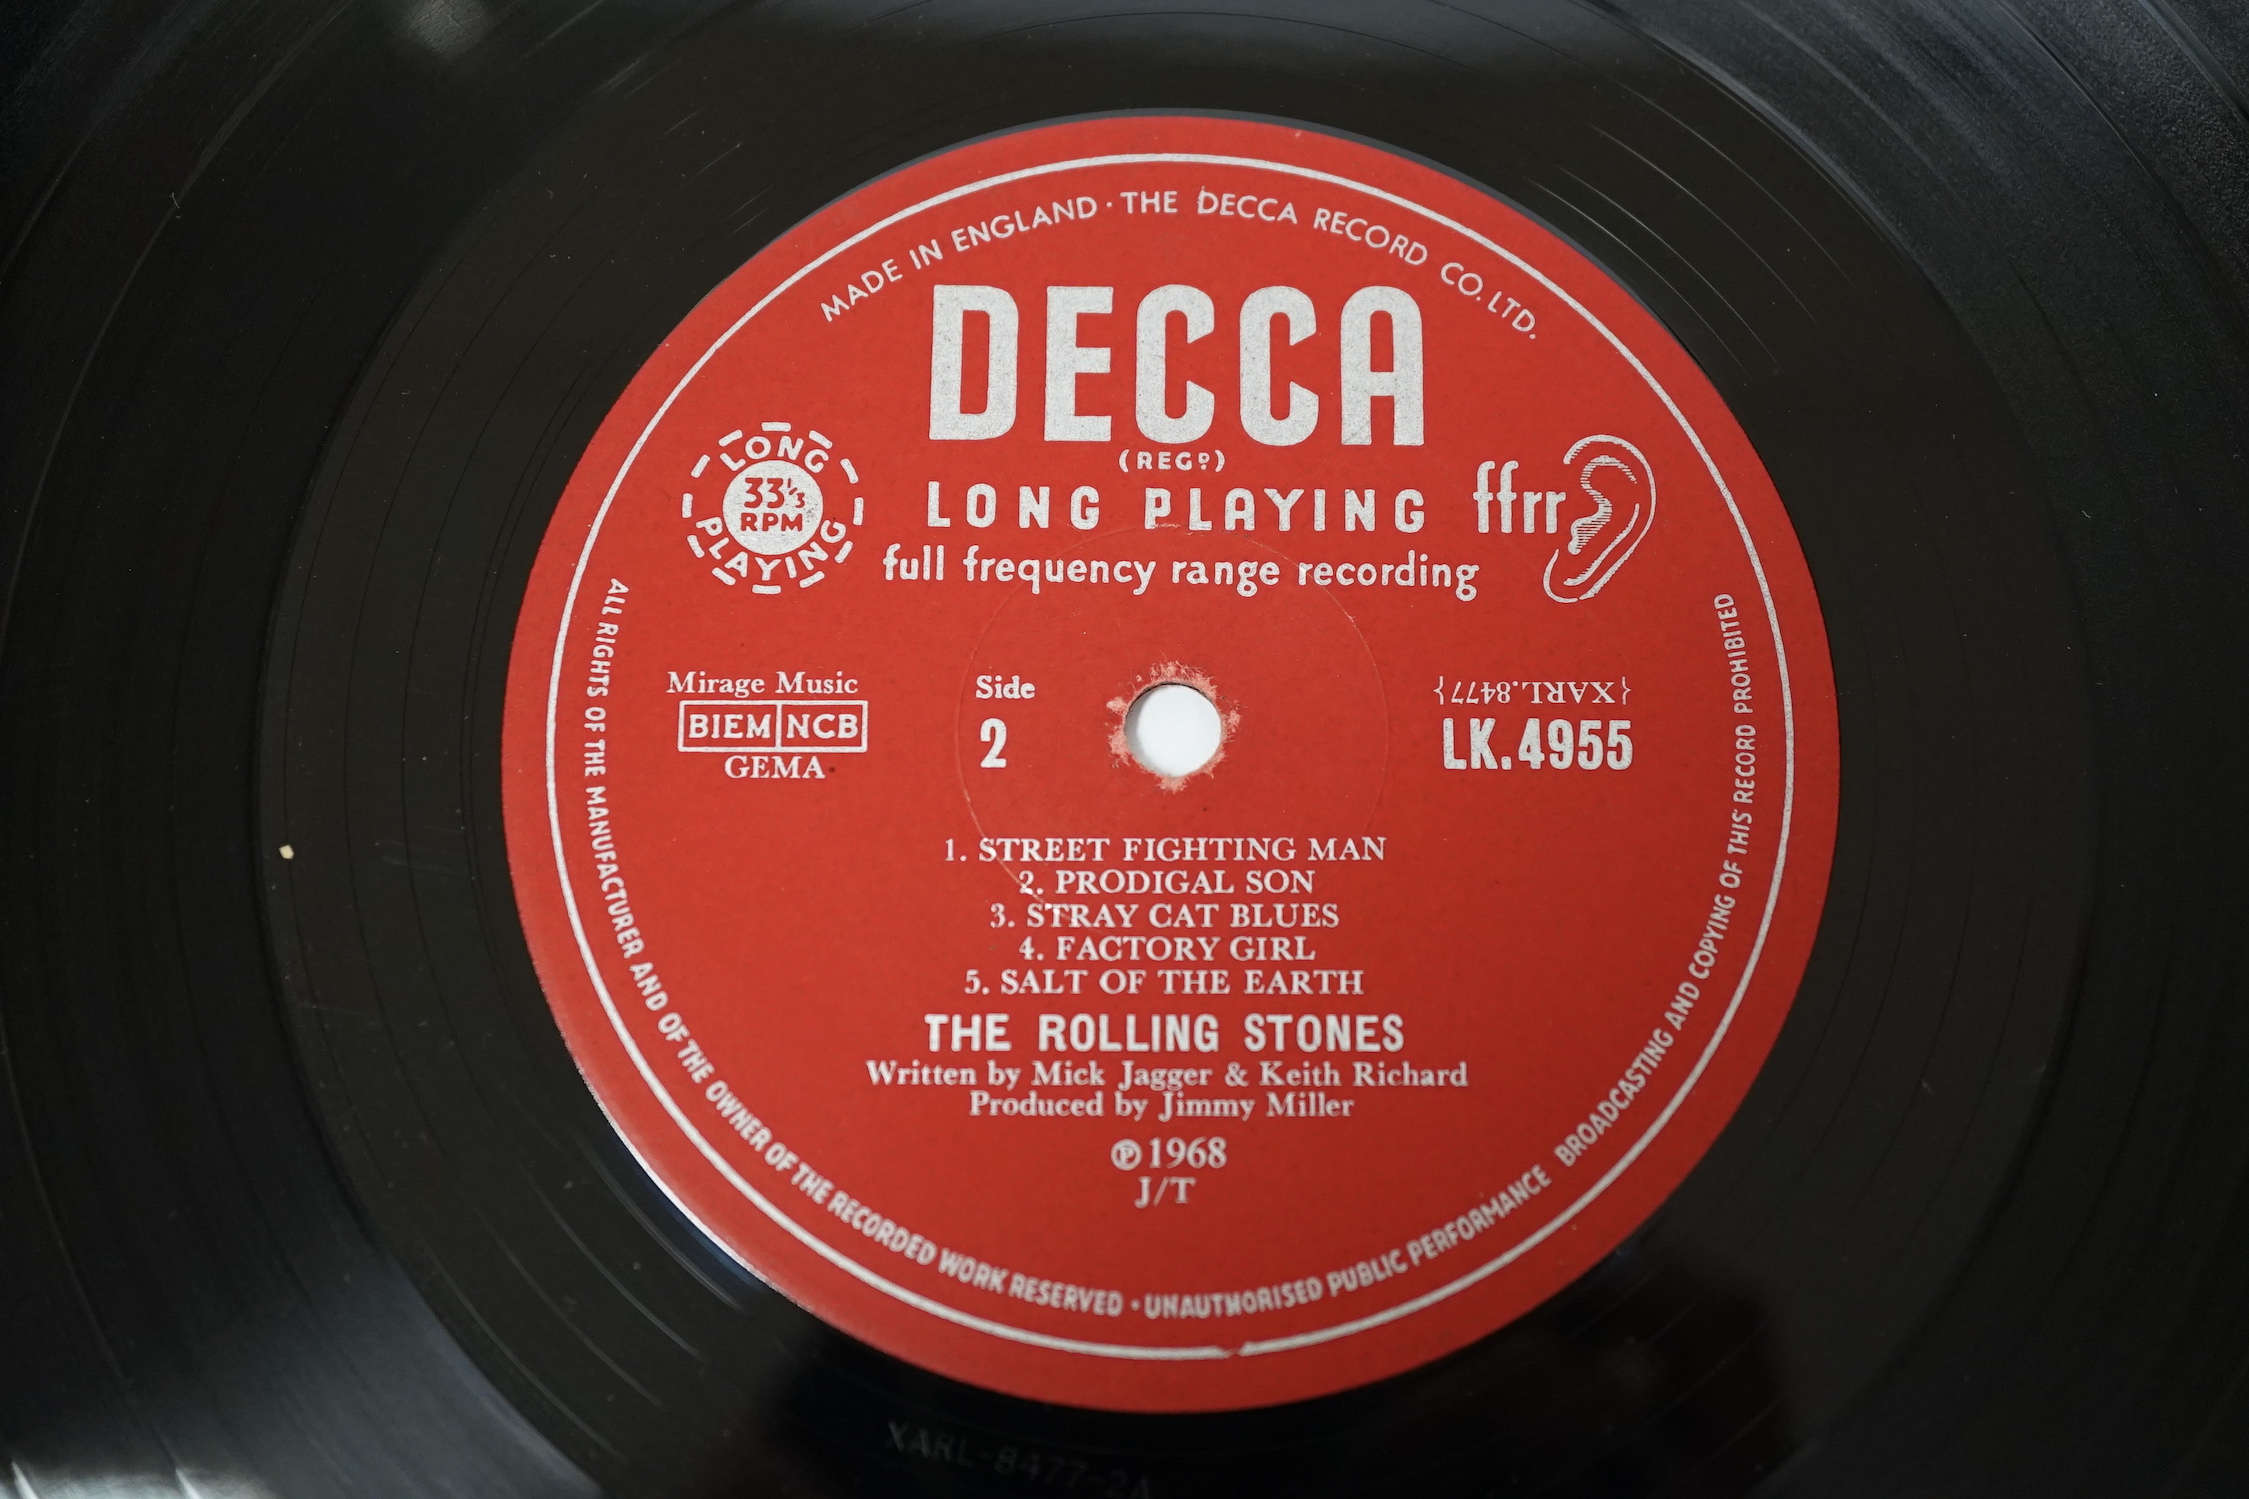 MADE IN ENGLAND · THE DECCA RECORD CO. LTD.
DECCA
(REGD)
LONG PLAYING
33 1/3
RPM
LONG PLAYING
ffrr
full frequency range recording
Mirage Music
BIEM NCB
GEMA
Side
2
{XARL.8477}
LK.4955
1. STREET FIGHTING MAN
2. PRODIGAL SON
3. STRAY CAT BLUES
4. FACTORY GIRL
5. SALT OF THE EARTH
THE ROLLING STONES
Written by Mick Jagger & Keith Richard
Produced by Jimmy Miller
℗ 1968
J/T
ALL RIGHTS OF THE MANUFACTURER AND OF THE OWNER OF THE RECORDED WORK RESERVED · UNAUTHORISED PUBLIC PERFORMANCE BROADCASTING AND COPYING OF THIS RECORD PROHIBITED
XARL-8477-2A